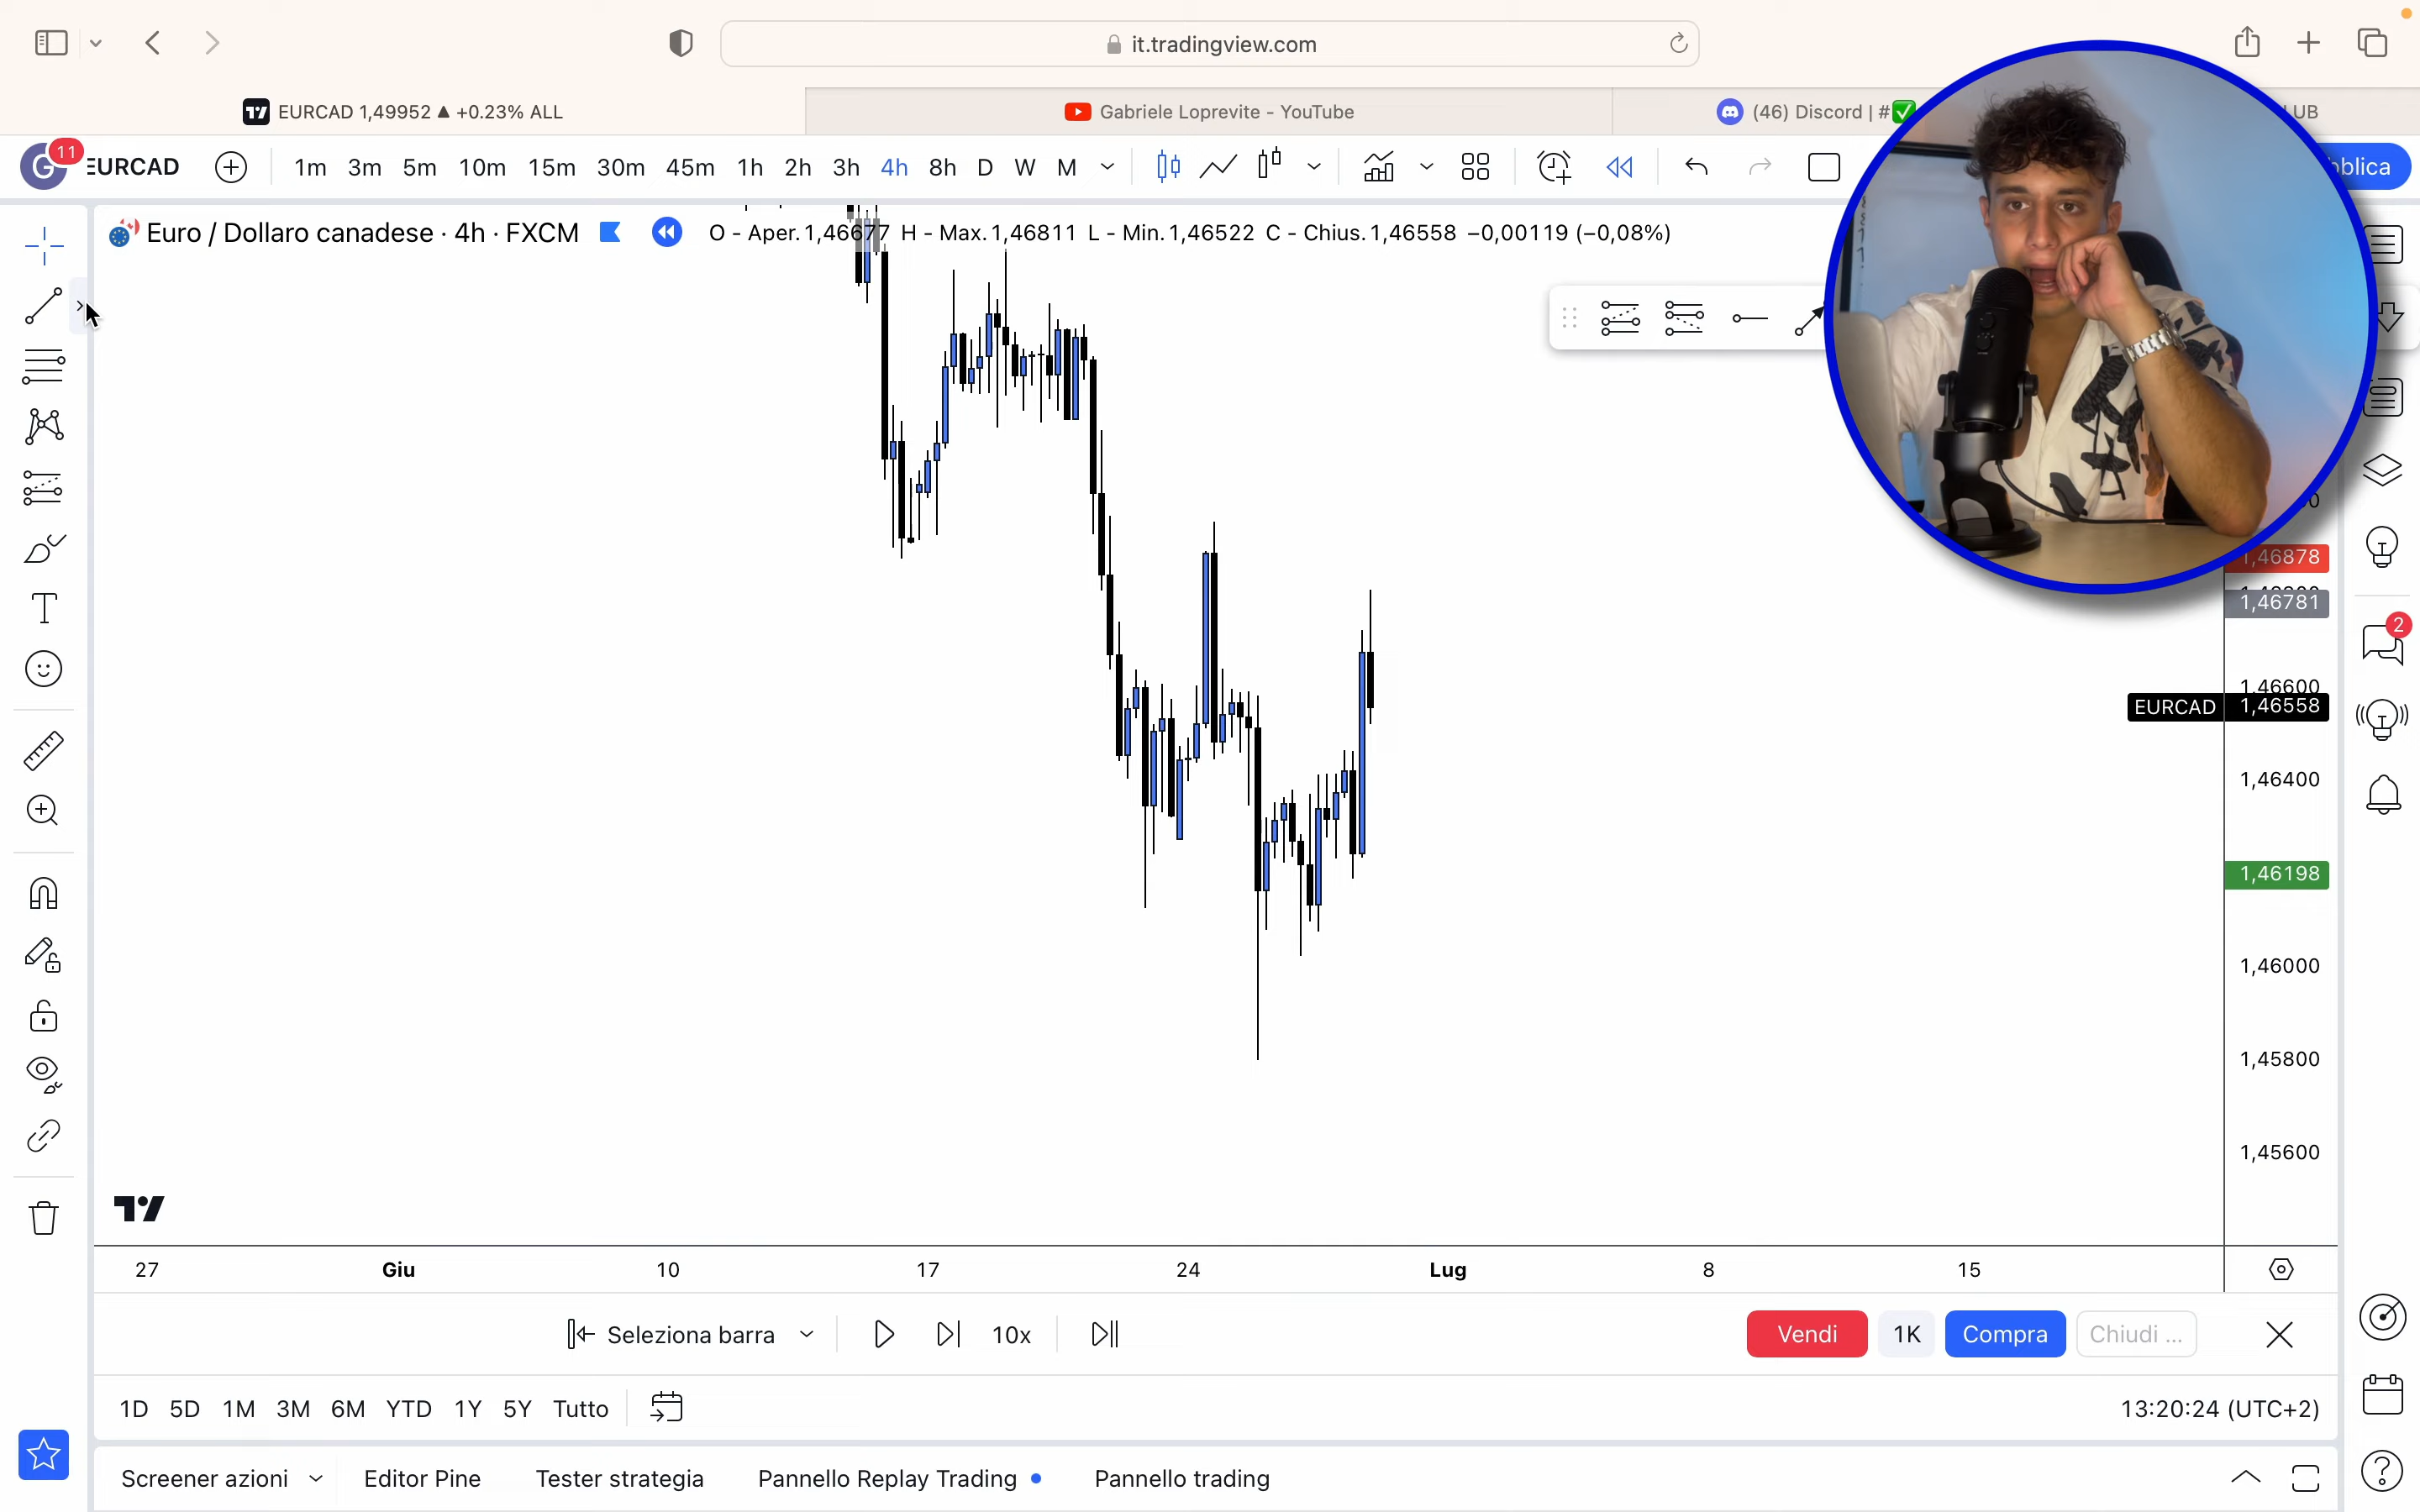 it.tradingview.com
EURCAD 1,49952 ▲ +0.23% ALL
Gabriele Loprevite - YouTube
(46) Discord | #✅
LUB
G 11 EURCAD 1m 3m 5m 10m 15m 30m 45m 1h 2h 3h 4h 8h D W M
bblica
Euro / Dollaro canadese · 4h · FXCM O - Aper. 1,46677 H - Max. 1,46811 L - Min. 1,46522 C - Chius. 1,46558 −0,00119 (−0,08%)
1,46878
1,46781
2
1,46600
EURCAD 1,46558
1,46400
1,46198
1,46000
1,45800
1,45600
27 Giu 10 17 24 Lug 8 15
Seleziona barra 10x Vendi 1K Compra Chiudi ...
1D 5D 1M 3M 6M YTD 1Y 5Y Tutto 13:20:24 (UTC+2)
Screener azioni Editor Pine Tester strategia Pannello Replay Trading Pannello trading